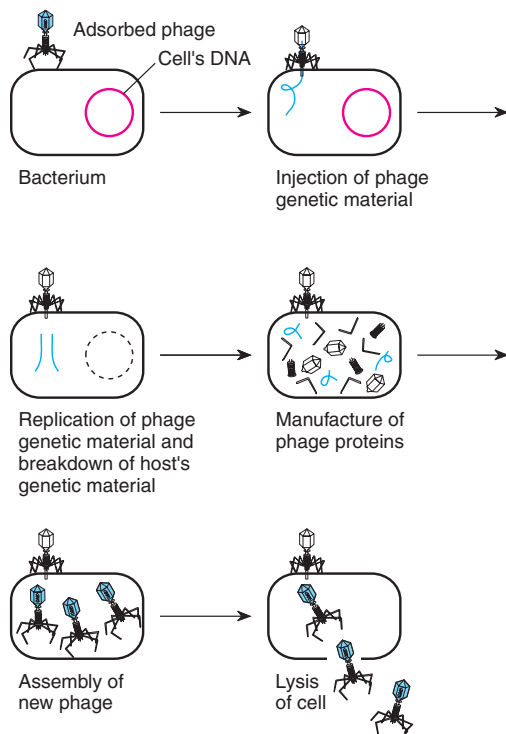 Adsorbed phage
Cell's DNA
Bacterium
Injection of phage
genetic material
Replication of phage
genetic material and
breakdown of host's
genetic material
Manufacture of
phage proteins
Assembly of
new phage
Lysis
of cell